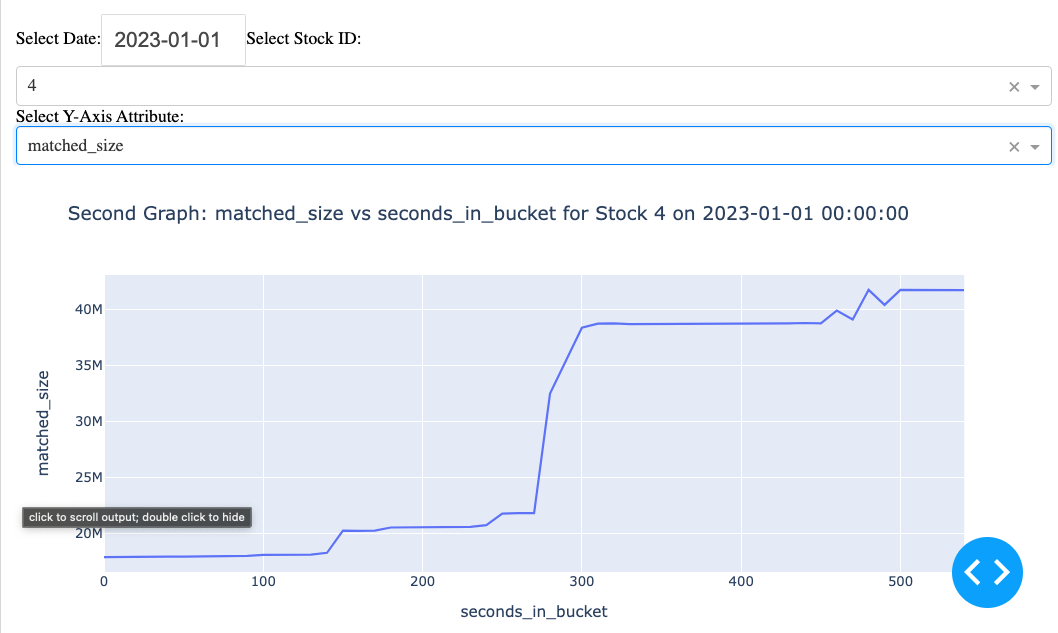 Select Date: 2023-01-01 Select Stock ID:
4
Select Y-Axis Attribute:
matched_size
Second Graph: matched_size vs seconds_in_bucket for Stock 4 on 2023-01-01 00:00:00
40M
35M
30M
25M
20M
matched_size
click to scroll output; double click to hide
0 100 200 300 400 500
seconds_in_bucket